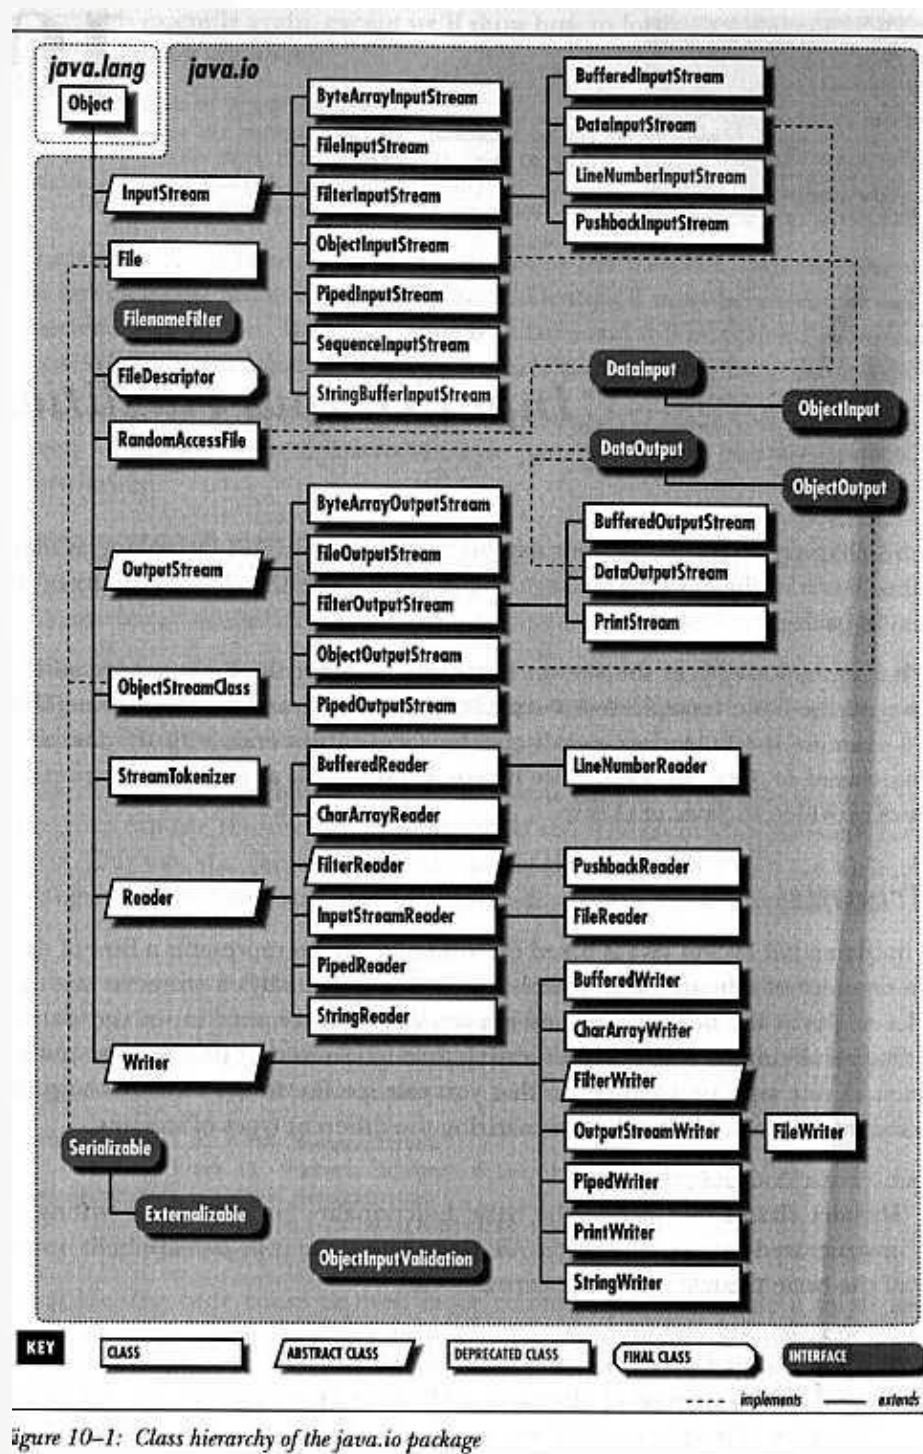 java.lang
java.io
Object
ByteArrayInputStream
FileInputStream
FilterInputStream
ObjectInputStream
PipedInputStream
SequenceInputStream
StringBufferInputStream
BufferedInputStream
DataInputStream
LineNumberInputStream
PushbackInputStream
InputStream
File
FilenameFilter
FileDescriptor
RandomAccessFile
DataInput
ObjectInput
DataOutput
ObjectOutput
ByteArrayOutputStream
FileOutputStream
FilterOutputStream
ObjectOutputStream
PipedOutputStream
BufferedOutputStream
DataOutputStream
PrintStream
OutputStream
ObjectStreamClass
StreamTokenizer
BufferedReader
LineNumberReader
CharArrayReader
FilterReader
PushbackReader
Reader
InputStreamReader
FileReader
PipedReader
StringReader
Writer
BufferedWriter
CharArrayWriter
FilterWriter
OutputStreamWriter
FileWriter
PipedWriter
PrintWriter
StringWriter
Serializable
Externalizable
ObjectInputValidation
KEY
CLASS
ABSTRACT CLASS
DEPRECATED CLASS
FINAL CLASS
INTERFACE
implements
extends
igure 10–1: Class hierarchy of the java.io package